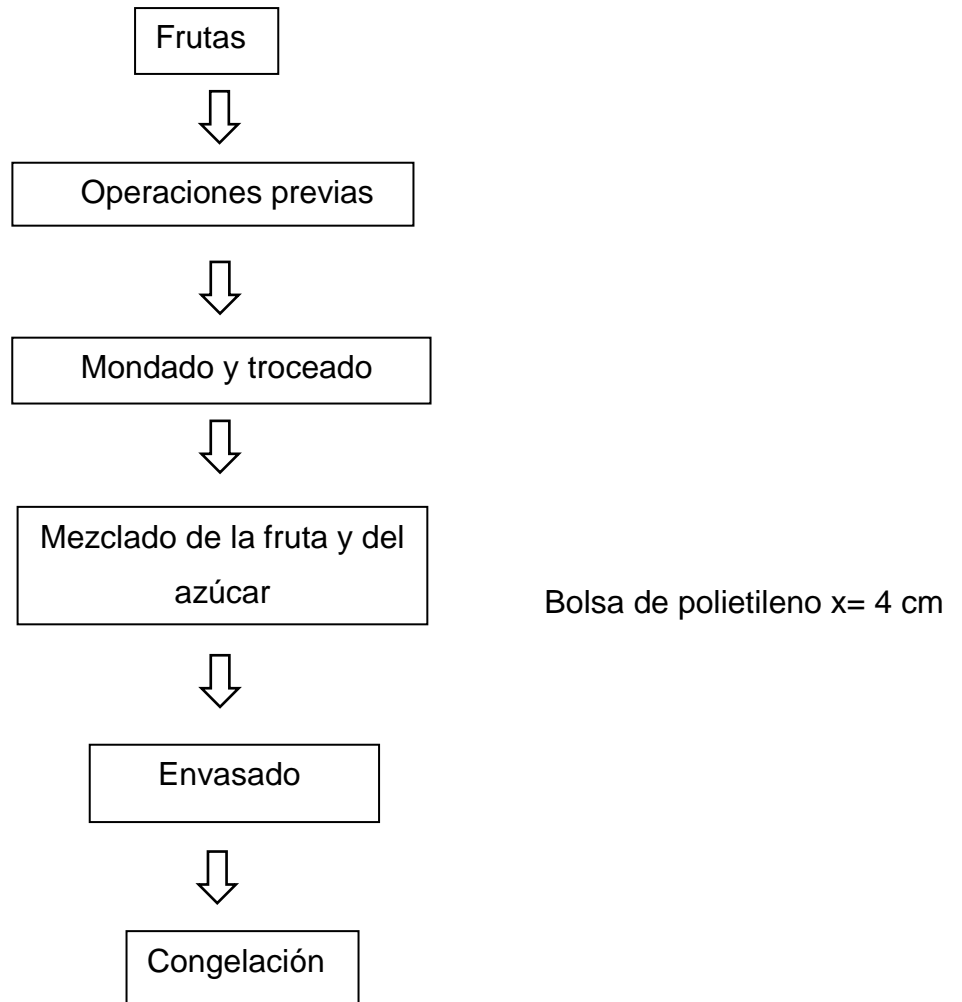 Frutas
Operaciones previas
Mondado y troceado
Mezclado de la fruta y del
azúcar
Bolsa de polietileno x= 4 cm
Envasado
Congelación